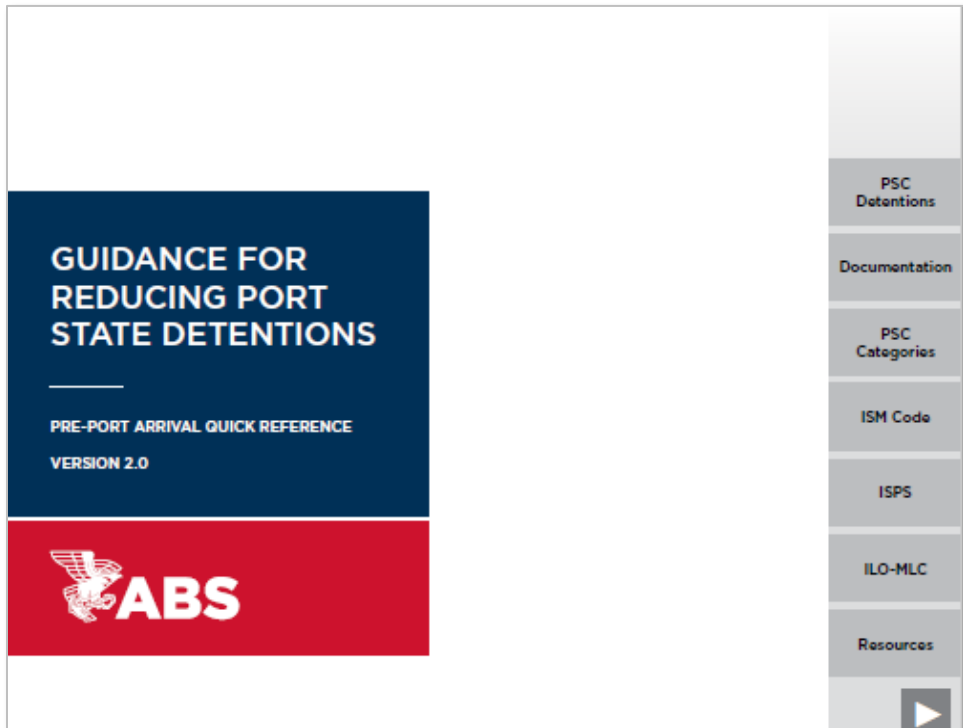 GUIDANCE FOR
REDUCING PORT
STATE DETENTIONS
PRE-PORT ARRIVAL QUICK REFERENCE
VERSION 2.0
ABS
PSC
Detentions
Documentation
PSC
Categories
ISM Code
ISPS
ILO-MLC
Resources